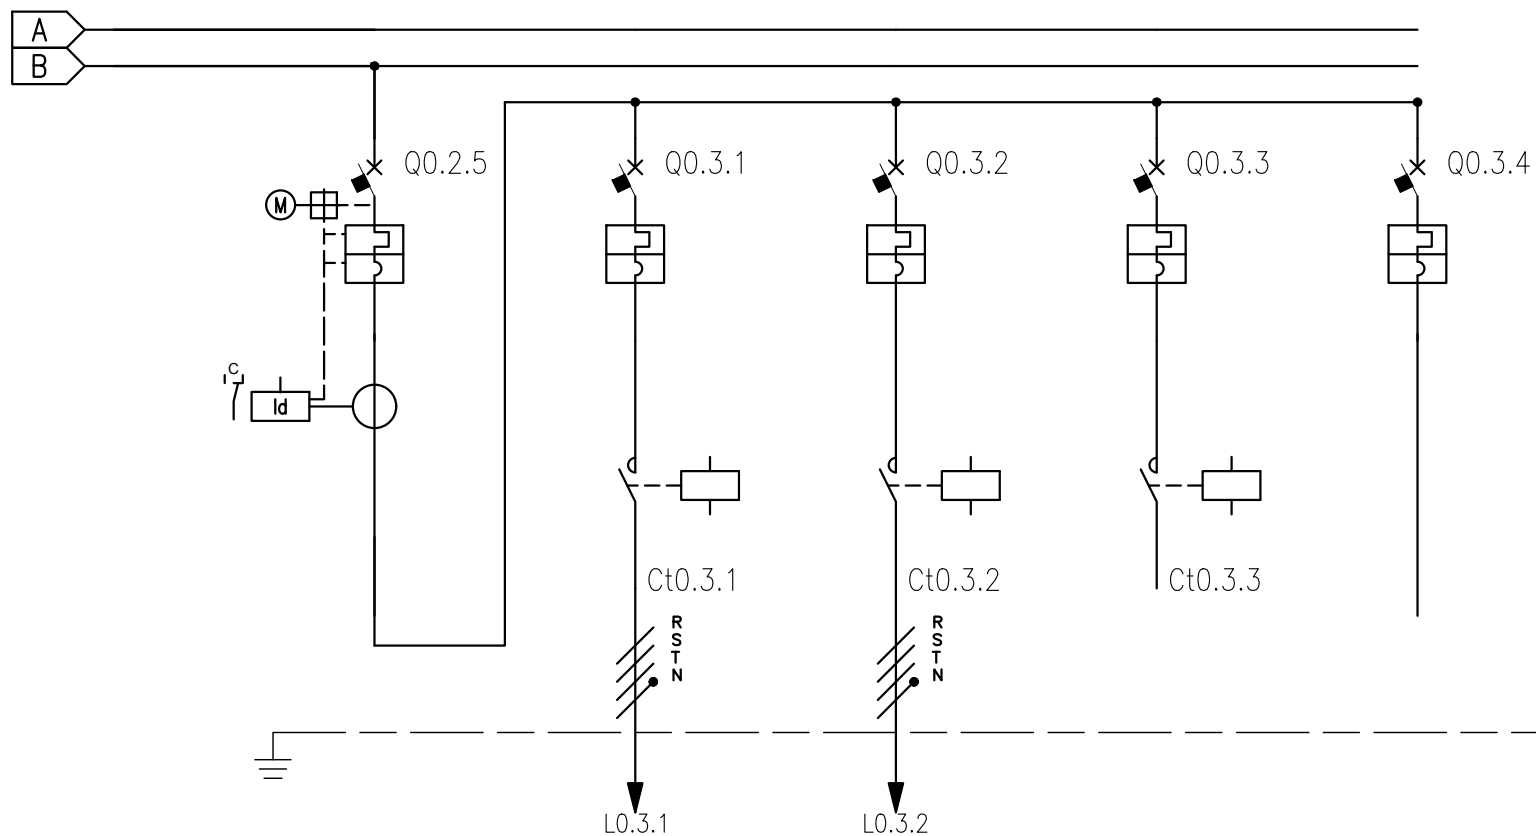 A
B
Q0.2.5
Q0.3.1
Q0.3.2
Q0.3.3
Q0.3.4
M
C
Id
Ct0.3.1
Ct0.3.2
Ct0.3.3
R
S
T
N
R
S
T
N
L0.3.1
L0.3.2